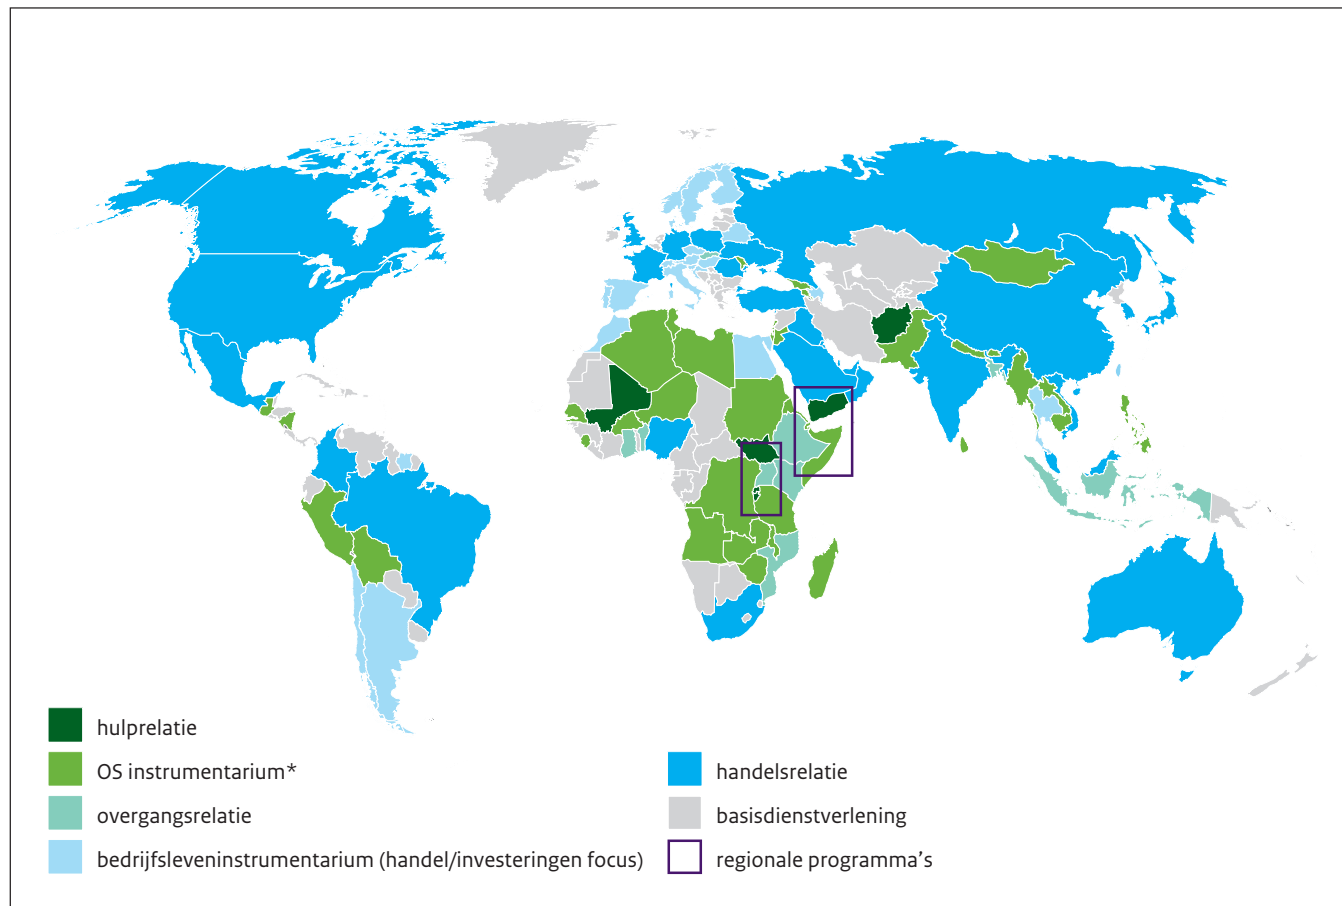 hulprelatie
OS instrumentarium*
overgangsrelatie
bedrijfsleveninstrumentarium (handel/investeringen focus)
handelsrelatie
basisdienstverlening
regionale programma's